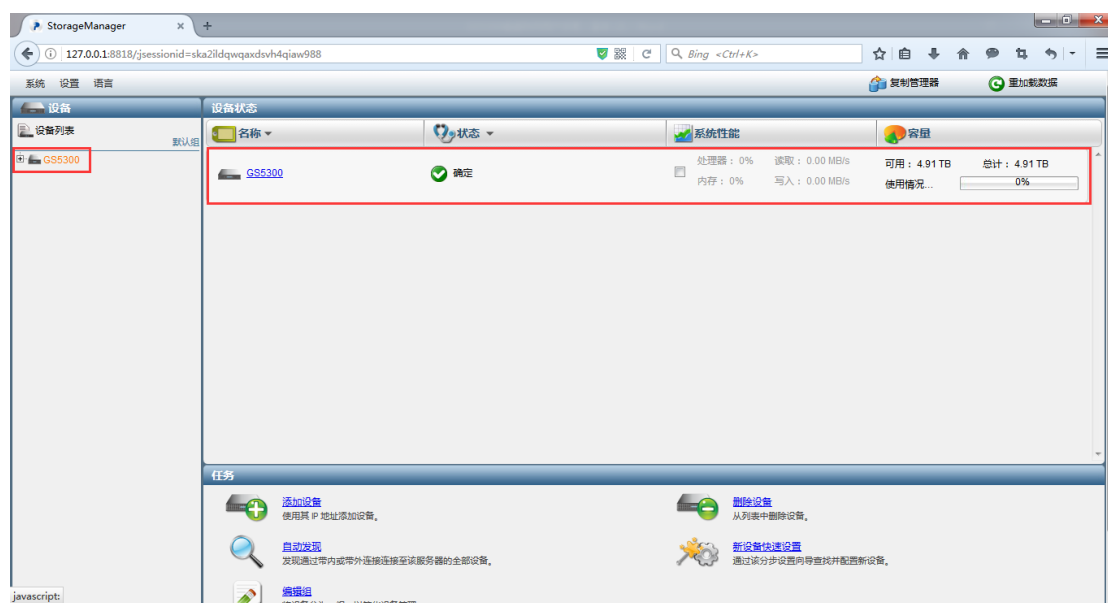 StorageManager
127.0.0.1:8818/jsessionid=ska2ildqwqaxdsvh4qiaw988
Bing <Ctrl+K>
系统 设置 语言
复制管理器 重加载数据
设备
设备状态
设备列表
默认组
GS5300
名称 状态 系统性能 容量
GS5300
确定
处理器: 0% 读取: 0.00 MB/s
内存: 0% 写入: 0.00 MB/s
可用: 4.91 TB 总计: 4.91 TB
使用情况... 0%
任务
添加设备
使用其 IP 地址添加设备。
删除设备
从列表中删除设备。
自动发现
发现通过带内或带外连接连接至该服务器的全部设备。
新设备快速设置
通过该分步设置向导查找并配置新设备。
编辑组
javascript: